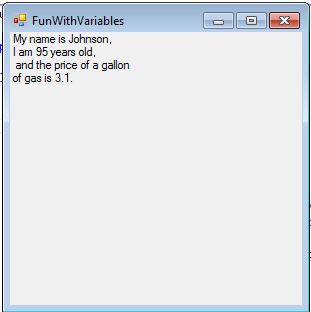 FunWithVariables
My name is Johnson,
I am 95 years old,
and the price of a gallon
of gas is 3.1.